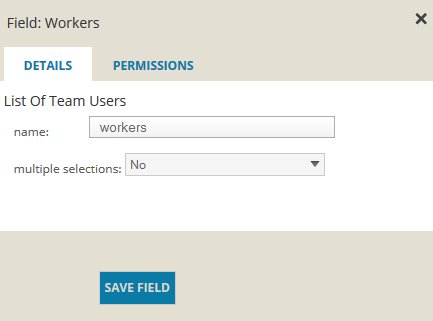 Field: Workers
DETAILS PERMISSIONS
List Of Team Users
name: workers
multiple selections: No
SAVE FIELD